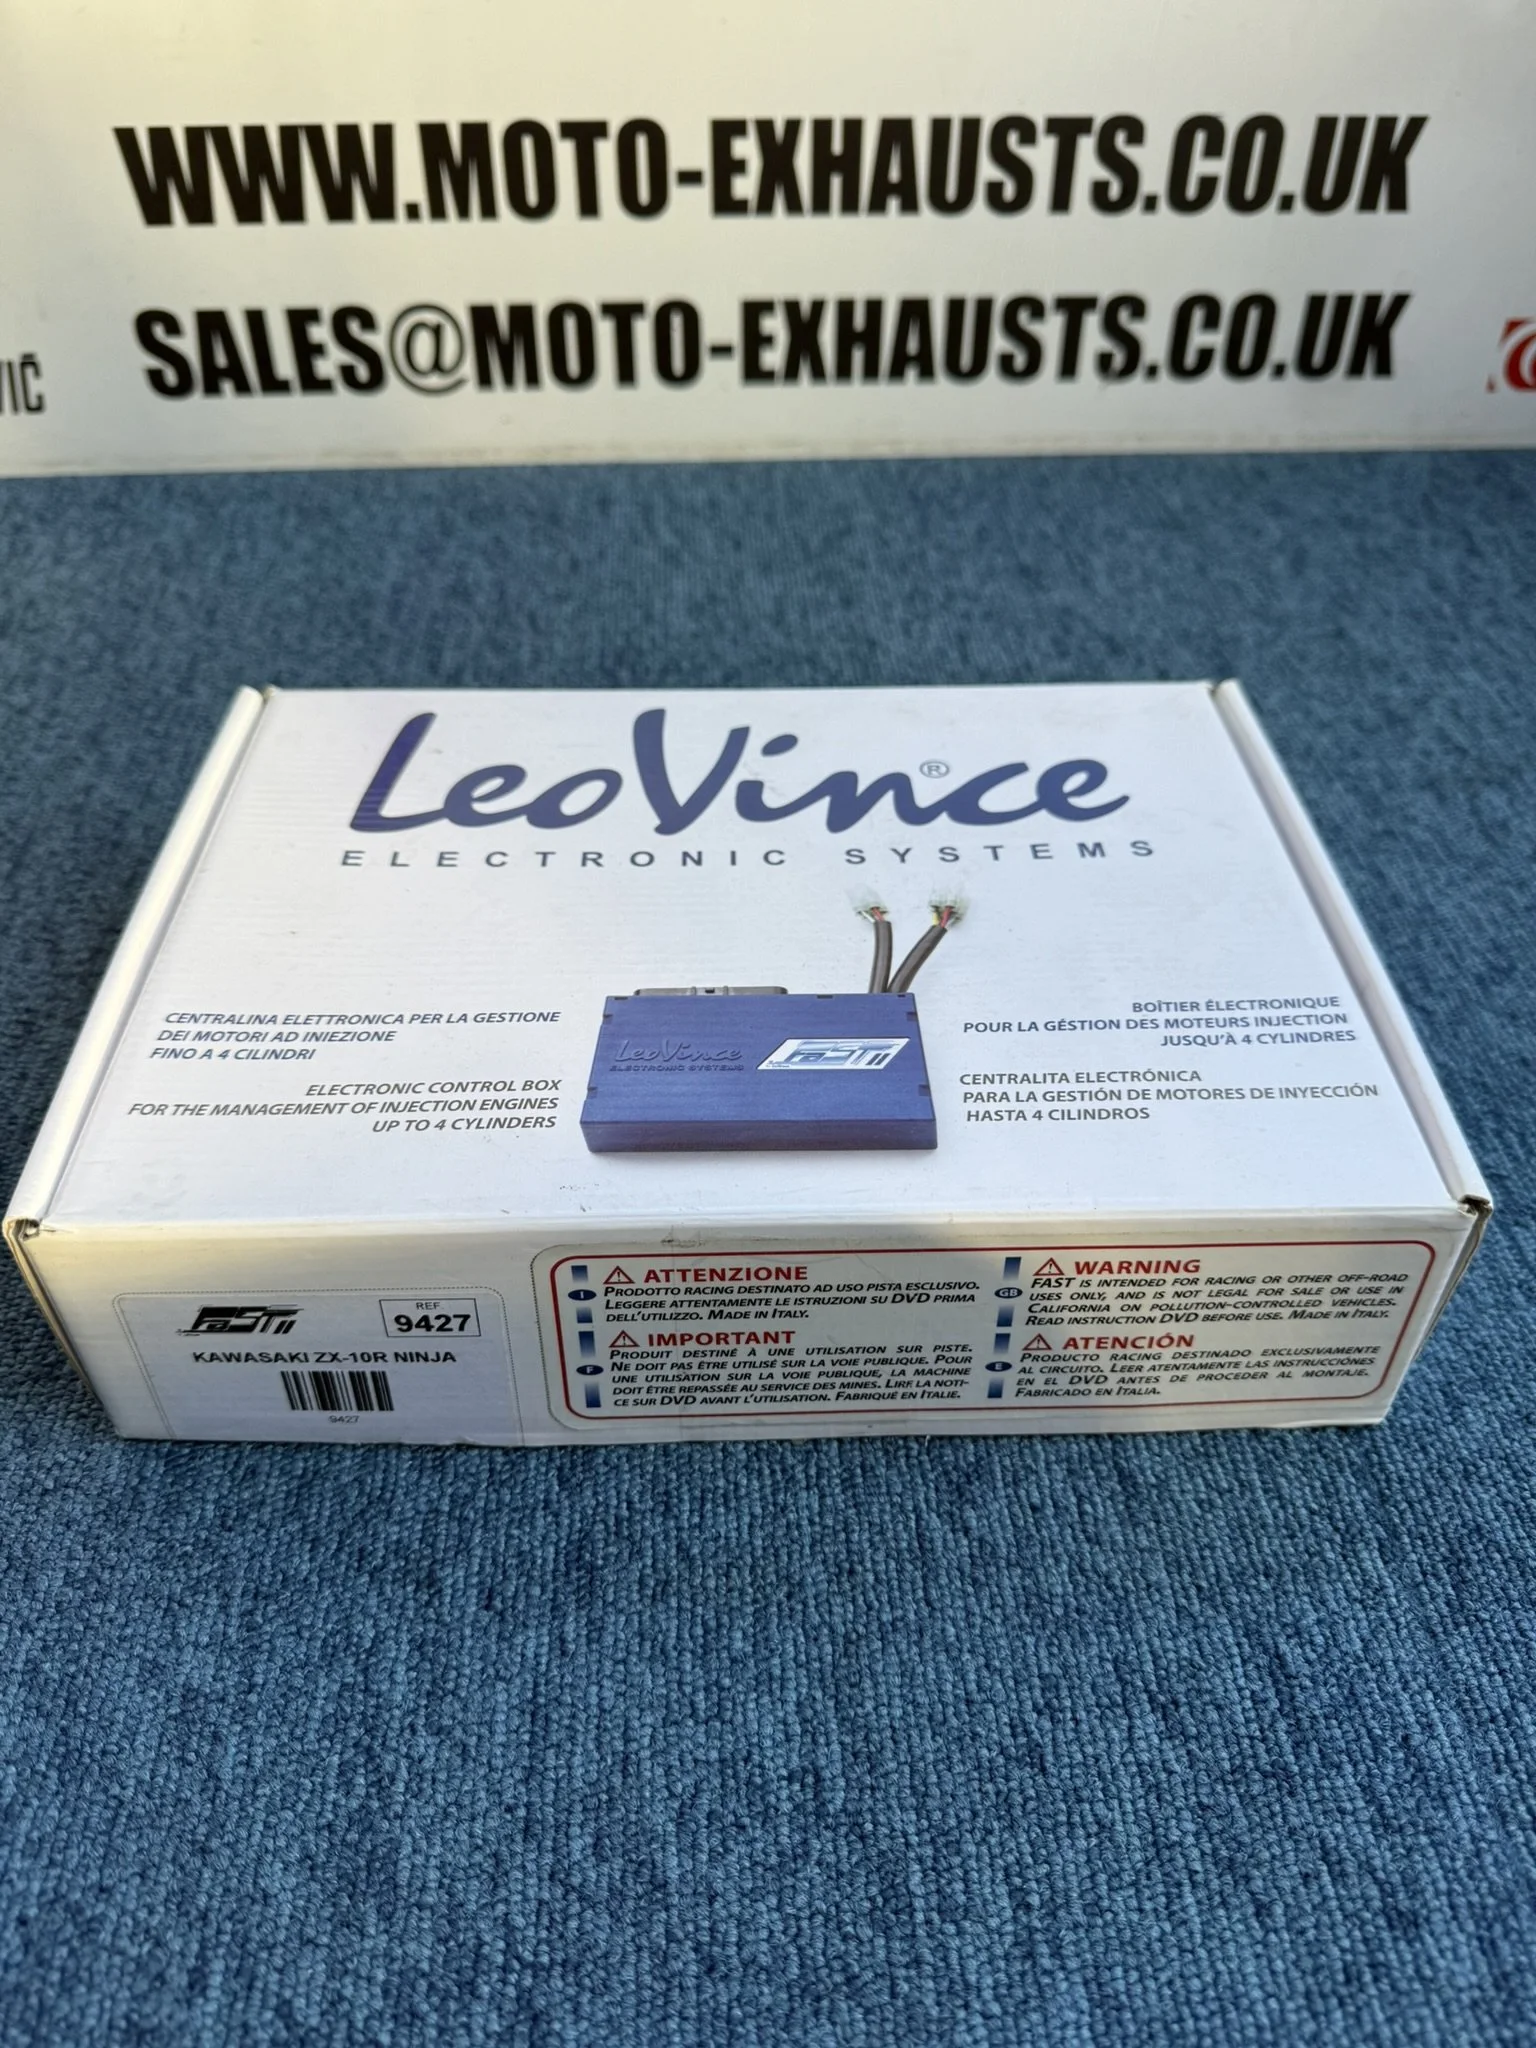 WWW.MOTO-EXHAUSTS.CO.UK
SALES@MOTO-EXHAUSTS.CO.UK
LeoVince®
ELECTRONIC SYSTEMS
CENTRALINA ELETTRONICA PER LA GESTIONE
DEI MOTORI AD INIEZIONE
FINO A 4 CILINDRI
ELECTRONIC CONTROL BOX
FOR THE MANAGEMENT OF INJECTION ENGINES
UP TO 4 CYLINDERS
LeoVince
ELECTRONIC SYSTEMS
FaST II
BOÎTIER ÉLECTRONIQUE
POUR LA GÉSTION DES MOTEURS INJECTION
JUSQU'À 4 CYLINDRES
CENTRALITA ELECTRÓNICA
PARA LA GESTIÓN DE MOTORES DE INYECCIÓN
HASTA 4 CILINDROS
FaST II
REF.
9427
KAWASAKI ZX-10R NINJA
9427
I
ATTENZIONE
PRODOTTO RACING DESTINATO AD USO PISTA ESCLUSIVO.
LEGGERE ATTENTAMENTE LE ISTRUZIONI SU DVD PRIMA
DELL'UTILIZZO. MADE IN ITALY.
F
IMPORTANT
PRODUIT DESTINÉ À UNE UTILISATION SUR PISTE.
NE DOIT PAS ÊTRE UTILISÉ SUR LA VOIE PUBLIQUE. POUR
UNE UTILISATION SUR LA VOIE PUBLIQUE, LA MACHINE
DOIT ÊTRE REPASSÉE AU SERVICE DES MINES. LIRE LA NOTI-
CE SUR DVD AVANT L'UTILISATION. FABRIQUÉ EN ITALIE.
GB
WARNING
FAST IS INTENDED FOR RACING OR OTHER OFF-ROAD
USES ONLY, AND IS NOT LEGAL FOR SALE OR USE IN
CALIFORNIA ON POLLUTION-CONTROLLED VEHICLES.
READ INSTRUCTION DVD BEFORE USE. MADE IN ITALY.
E
ATENCIÓN
PRODUCTO RACING DESTINADO EXCLUSIVAMENTE
AL CIRCUITO. LEER ATENTAMENTE LAS INSTRUCCIÓNES
EN EL DVD ANTES DE PROCEDER AL MONTAJE.
FABRICADO EN ITALIA.